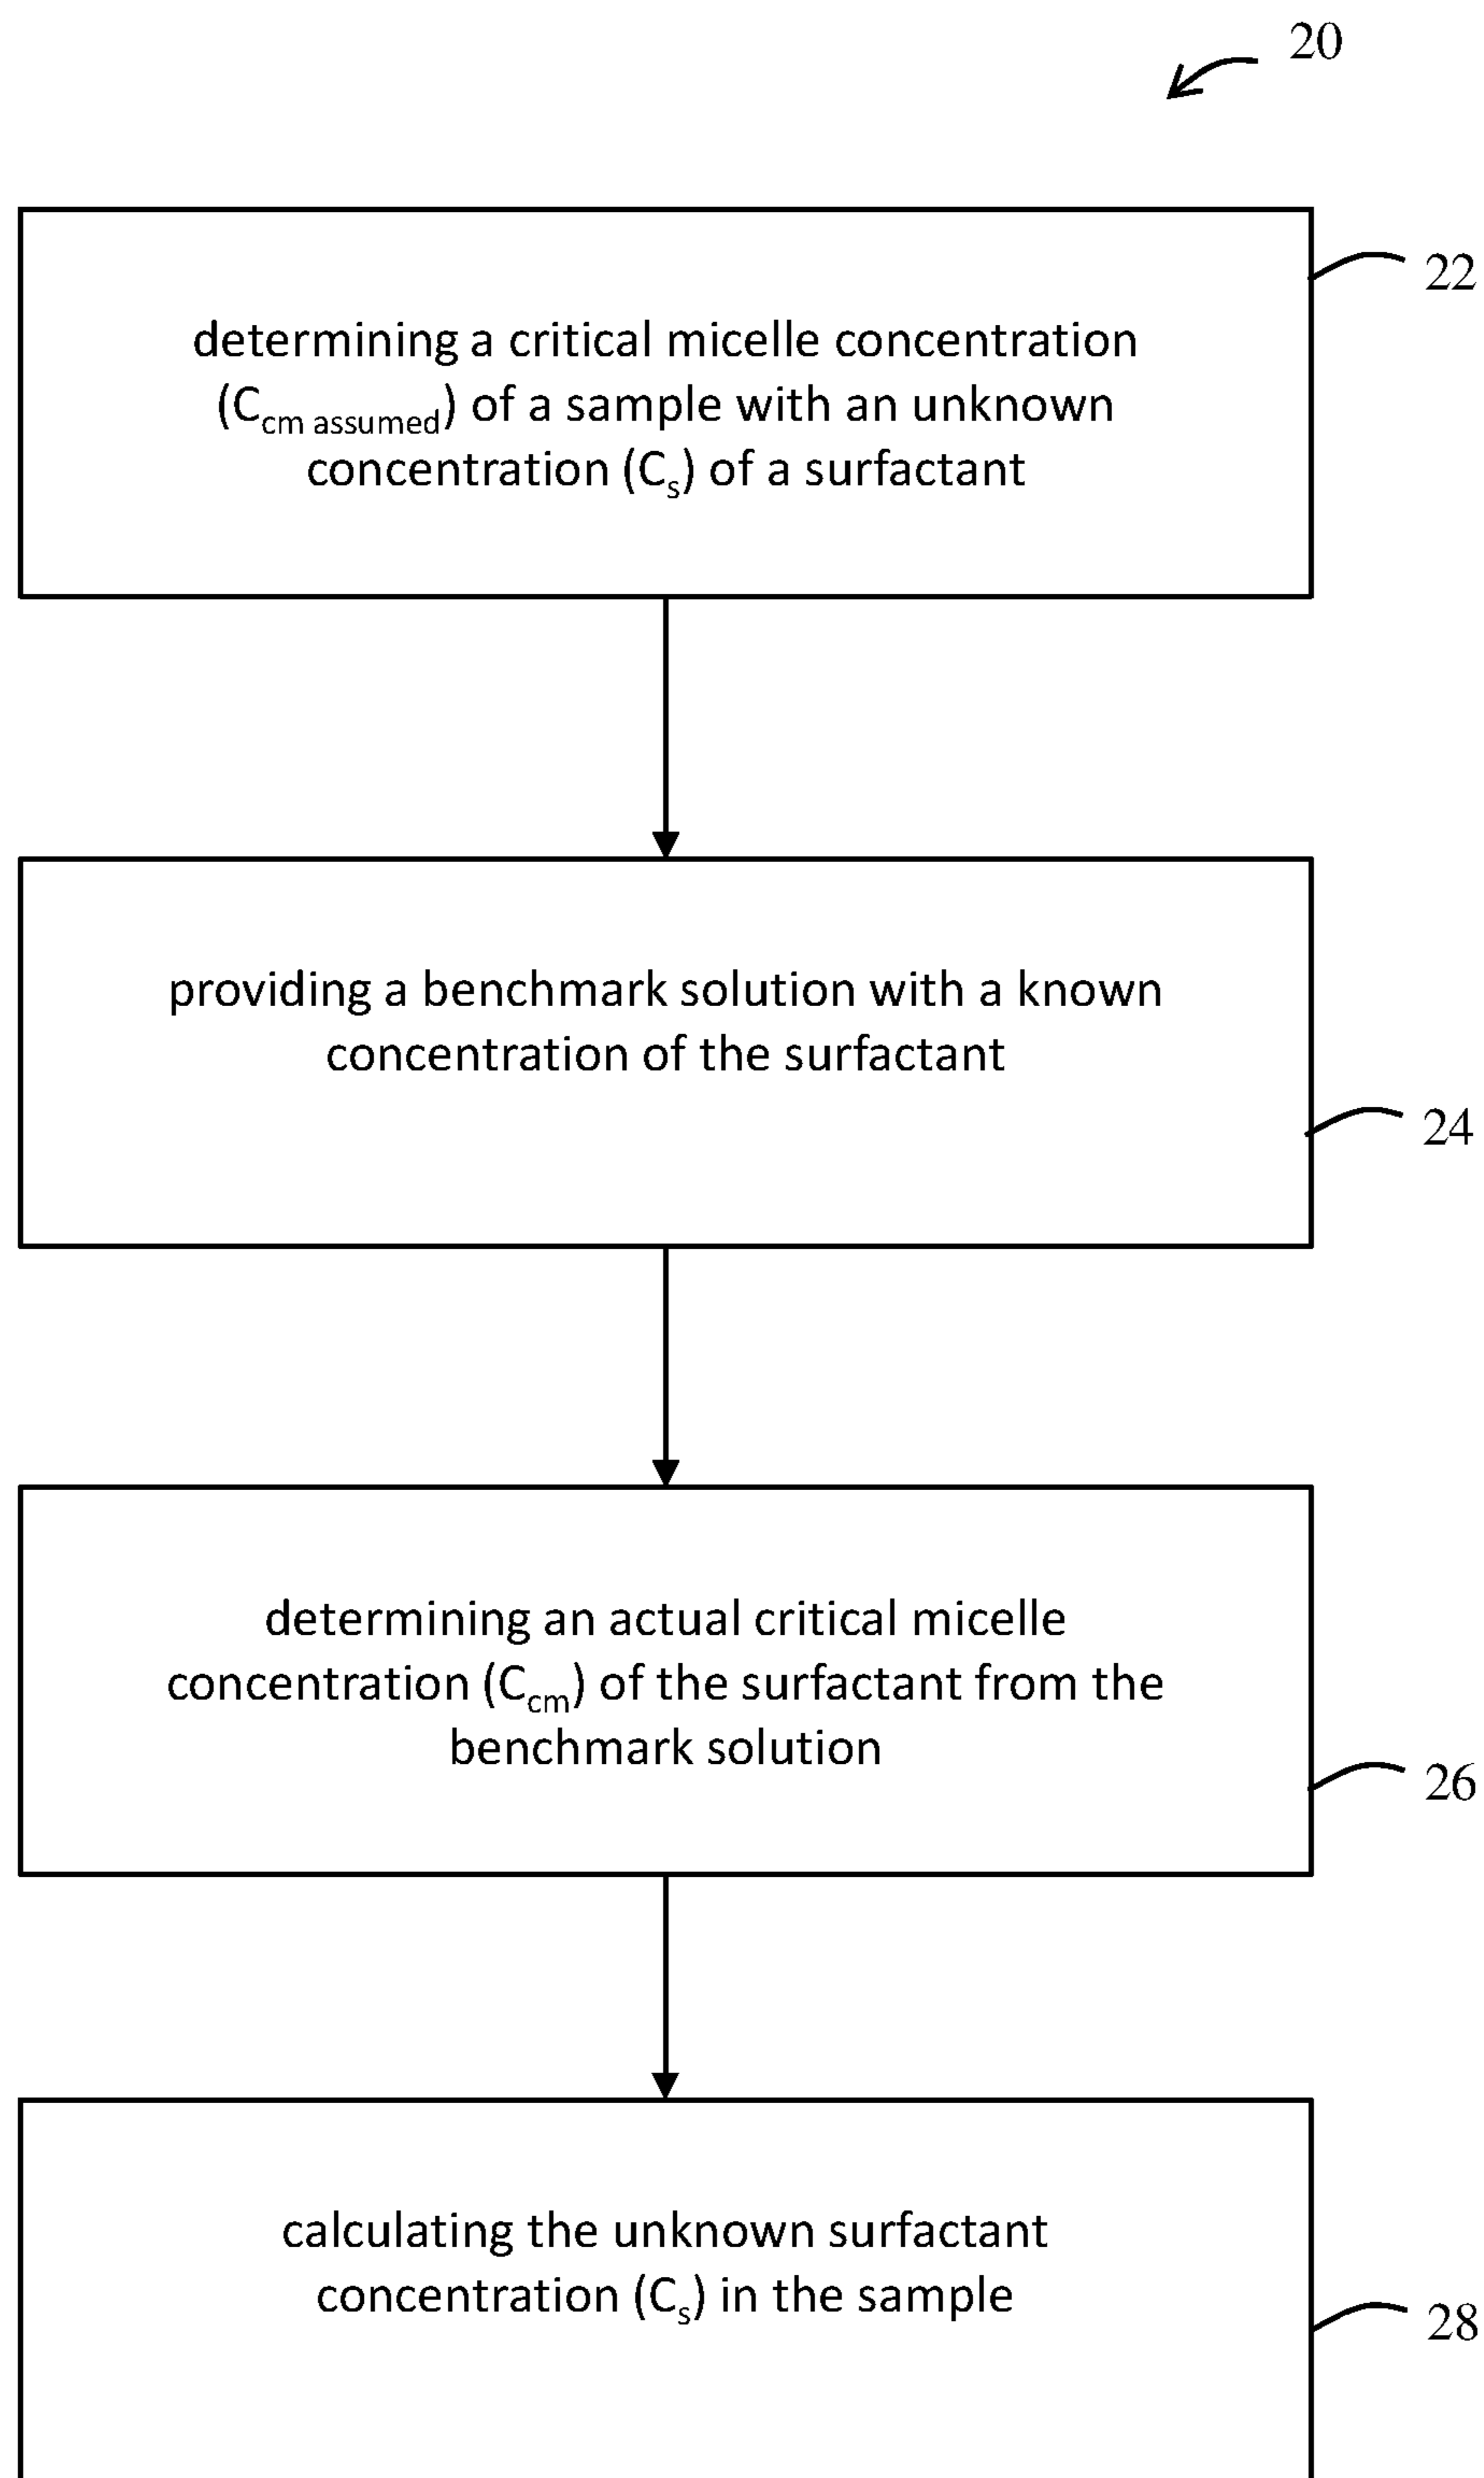 20
determining a critical micelle concentration
(Ccm assumed) of a sample with an unknown
concentration (Cs) of a surfactant
22
providing a benchmark solution with a known
concentration of the surfactant
24
determining an actual critical micelle
concentration (Ccm) of the surfactant from the
benchmark solution
26
calculating the unknown surfactant
concentration (Cs) in the sample
28